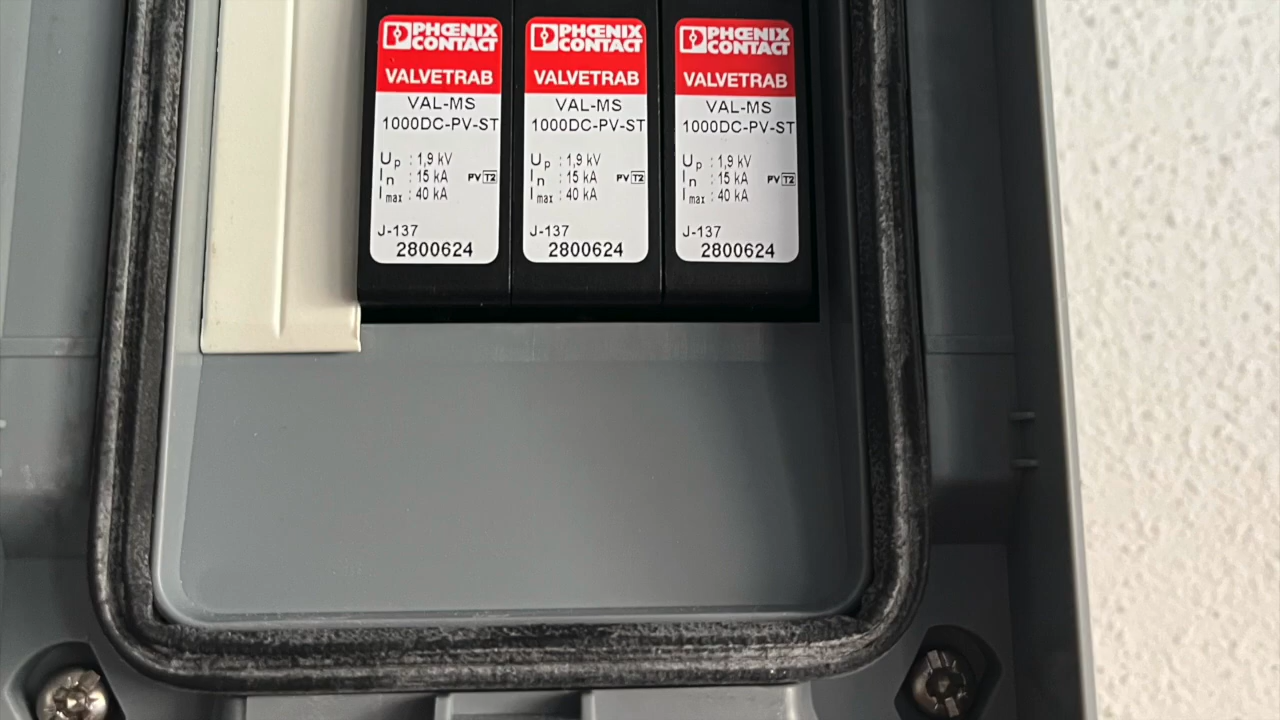 PHŒNIX
CONTACT
VALVETRAB
VAL-MS
1000DC-PV-ST
Up : 1,9 kV
In : 15 kA
PV T2
Imax : 40 kA
J-137
2800624
PHŒNIX
CONTACT
VALVETRAB
VAL-MS
1000DC-PV-ST
Up : 1,9 kV
In : 15 kA
PV T2
Imax : 40 kA
J-137
2800624
PHŒNIX
CONTACT
VALVETRAB
VAL-MS
1000DC-PV-ST
Up : 1,9 kV
In : 15 kA
PV T2
Imax : 40 kA
J-137
2800624